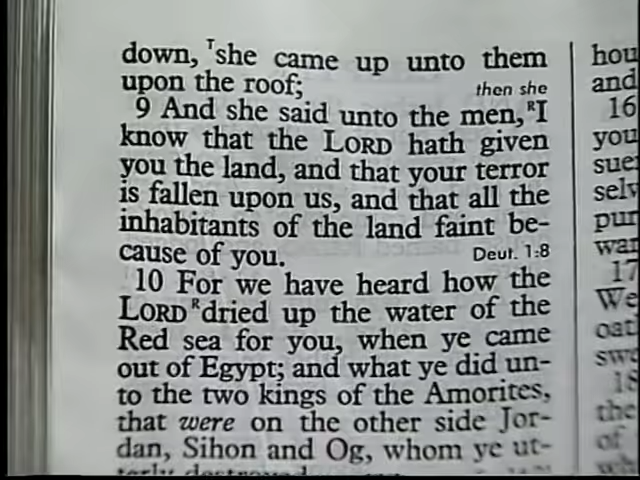 down, ᵀshe came up unto them
upon the roof; then she
9 And she said unto the men, ᴿI
know that the LORD hath given
you the land, and that your terror
is fallen upon us, and that all the
inhabitants of the land faint be-
cause of you. Deut. 1:8
10 For we have heard how the
LORD ᴿdried up the water of the
Red sea for you, when ye came
out of Egypt; and what ye did un-
to the two kings of the Amorites,
that were on the other side Jor-
dan, Sihon and Og, whom ye ut-
terly destroyed
hou
and
16
you
sue
selv
pur
war
17
We
oat
swe
18
the
of